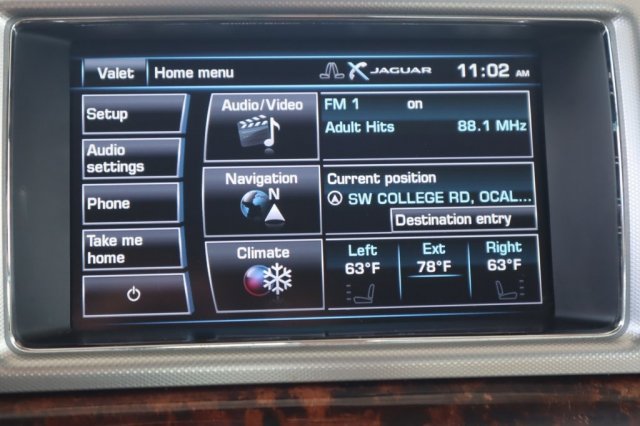 Valet Home menu JAGUAR 11:02 AM
Setup
Audio
settings
Phone
Take me
home
Audio/Video
Navigation
N
Climate
FM 1 on
Adult Hits 88.1 MHz
Current position
SW COLLEGE RD, OCAL...
Destination entry
Left Ext Right
63°F 78°F 63°F